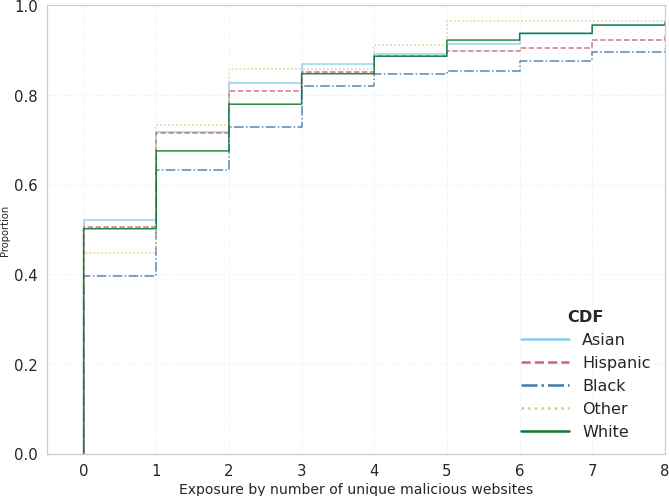 1.0
0.8
0.6
0.4
0.2
0.0
Proportion
CDF
Asian
Hispanic
Black
Other
White
0 1 2 3 4 5 6 7 8
Exposure by number of unique malicious websites